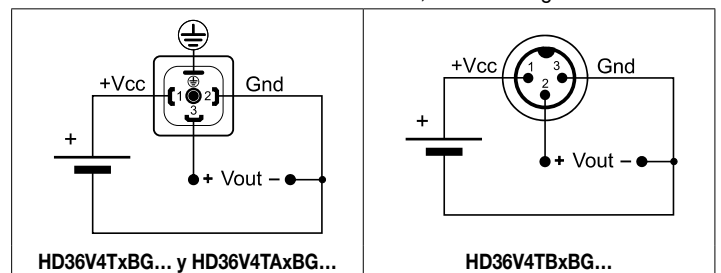 +Vcc
1
2
3
Gnd
+
+ Vout –
HD36V4TxBG... y HD36V4TAxBG...
+Vcc
1
3
2
Gnd
+
+ Vout –
HD36V4TBxBG...